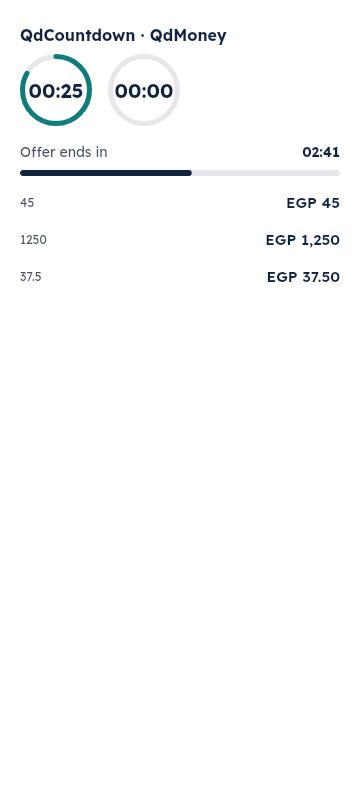 QdCountdown · QdMoney
00:25 00:00
Offer ends in 02:41
45 EGP 45
1250 EGP 1,250
37.5 EGP 37.50